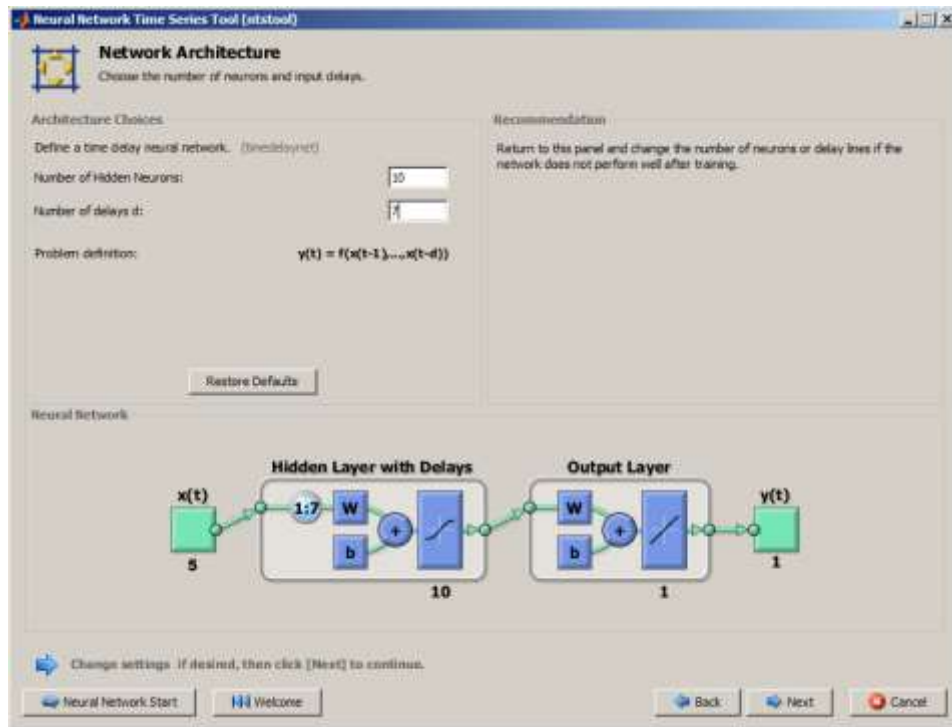 Neural Network Time Series Tool (ntstool)
Network Architecture
Choose the number of neurons and input delays.
Architecture Choices
Define a time delay neural network. (timedelaynet)
Number of Hidden Neurons: 10
Number of delays d: 7
Problem definition: y(t) = f(x(t-1),...,x(t-d))
Restore Defaults
Recommendation
Return to this panel and change the number of neurons or delay lines if the
network does not perform well after training.
Neural Network
Hidden Layer with Delays
Output Layer
x(t)
5
1:7
W
b
+
10
W
b
+
1
y(t)
1
Change settings if desired, then click [Next] to continue.
Neural Network Start
Welcome
Back
Next
Cancel